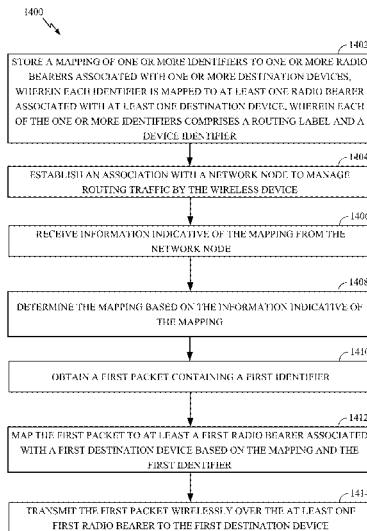 1400
1402
STORE A MAPPING OF ONE OR MORE IDENTIFIERS TO ONE OR MORE RADIO
BEARERS ASSOCIATED WITH ONE OR MORE DESTINATION DEVICES,
WHEREIN EACH IDENTIFIER IS MAPPED TO AT LEAST ONE RADIO BEARER
ASSOCIATED WITH AT LEAST ONE DESTINATION DEVICE, WHEREIN EACH
OF THE ONE OR MORE IDENTIFIERS COMPRISES A ROUTING LABEL AND A
DEVICE IDENTIFIER
1404
ESTABLISH AN ASSOCIATION WITH A NETWORK NODE TO MANAGE
ROUTING TRAFFIC BY THE WIRELESS DEVICE
1406
RECEIVE INFORMATION INDICATIVE OF THE MAPPING FROM THE
NETWORK NODE
1408
DETERMINE THE MAPPING BASED ON THE INFORMATION INDICATIVE OF
THE MAPPING
1410
OBTAIN A FIRST PACKET CONTAINING A FIRST IDENTIFIER
1412
MAP THE FIRST PACKET TO AT LEAST A FIRST RADIO BEARER ASSOCIATED
WITH A FIRST DESTINATION DEVICE BASED ON THE MAPPING AND THE
FIRST IDENTIFIER
1414
TRANSMIT THE FIRST PACKET WIRELESSLY OVER THE AT LEAST ONE
FIRST RADIO BEARER TO THE FIRST DESTINATION DEVICE